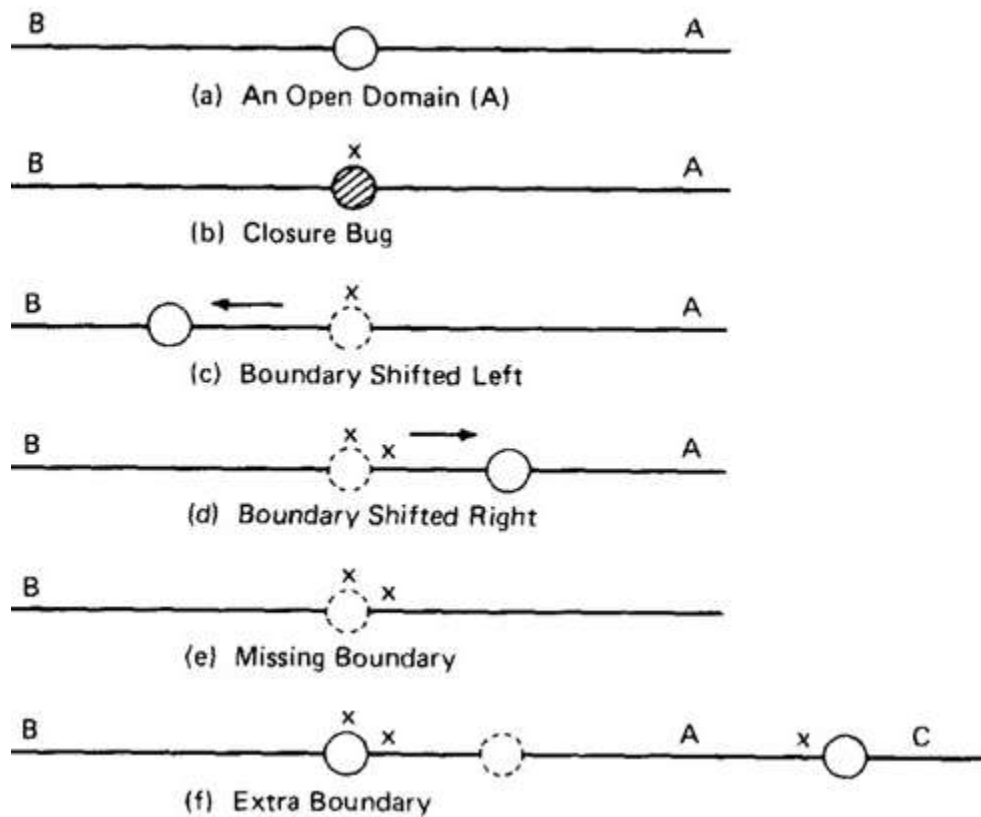 B A
(a) An Open Domain (A)
x
B A
(b) Closure Bug
x
B A
(c) Boundary Shifted Left
x
B x A
(d) Boundary Shifted Right
x
B x
(e) Missing Boundary
x
B x A x C
(f) Extra Boundary